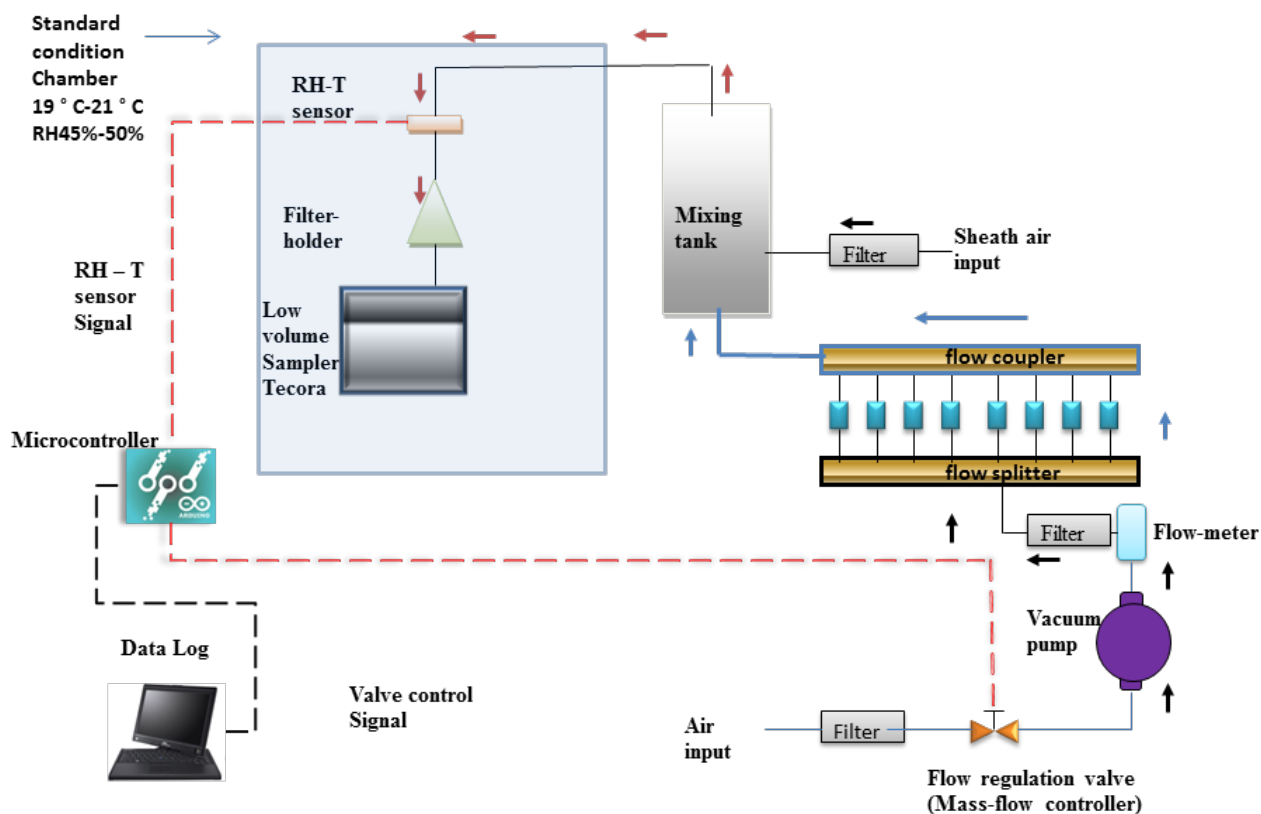 Standard
condition
Chamber
19 ° C-21 ° C
RH45%-50%
RH-T
sensor
Filter-
holder
Low
volume
Sampler
Tecora
Mixing
tank
Filter
Sheath air
input
flow coupler
flow splitter
Filter
Flow-meter
Vacuum
pump
RH – T
sensor
Signal
Microcontroller
ARDUINO
Data Log
Valve control
Signal
Air
input
Filter
Flow regulation valve
(Mass-flow controller)